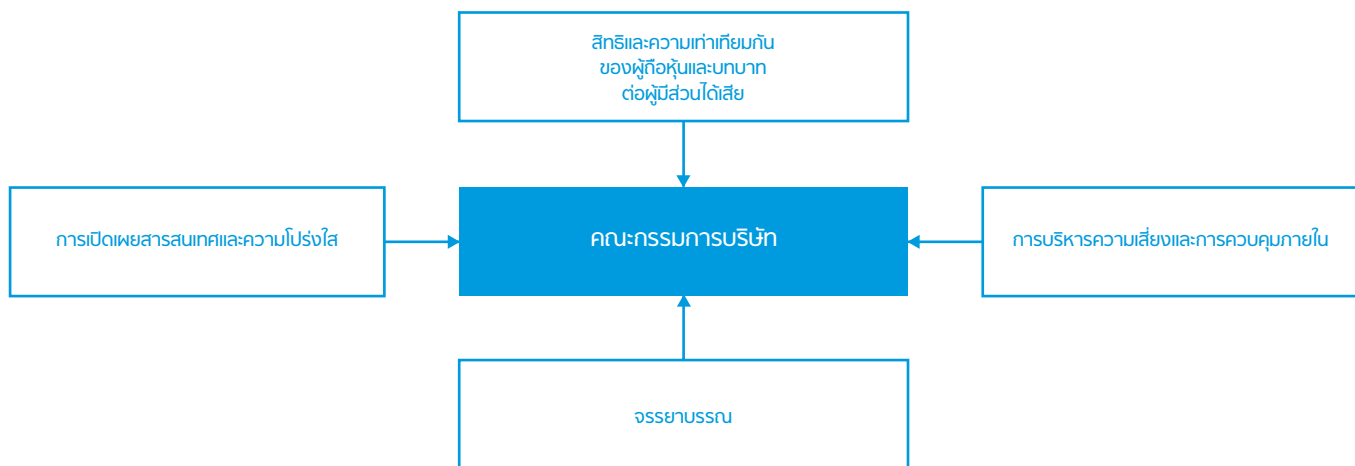 สิทธิและความเท่าเทียมกัน
ของผู้ถือหุ้นและบทบาท
ต่อผู้มีส่วนได้เสีย
การเปิดเผยสารสนเทศและความโปร่งใส
คณะกรรมการบริษัท
การบริหารความเสี่ยงและการควบคุมภายใน
จรรยาบรรณ